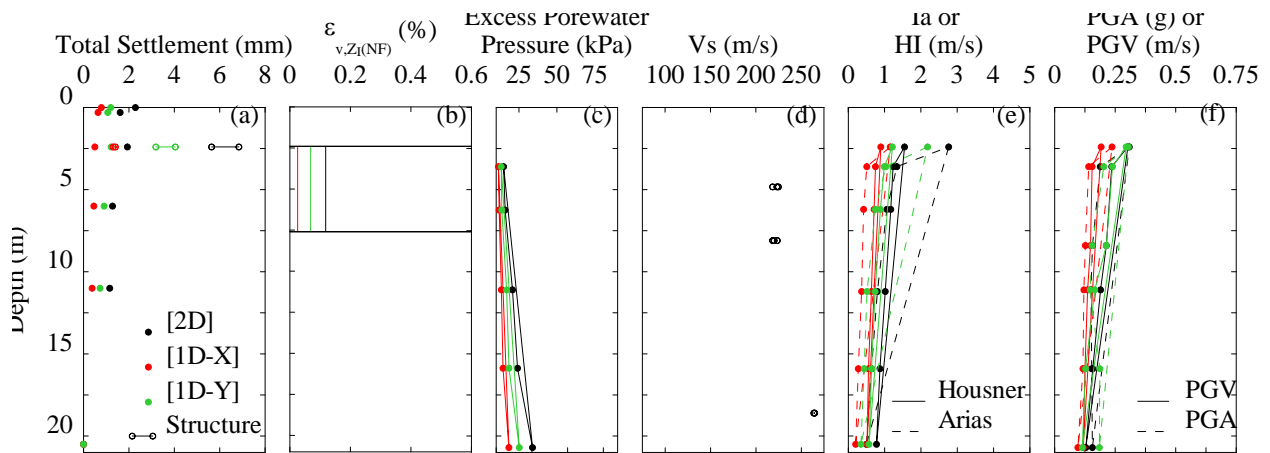 Total Settlement (mm)
0 2 4 6 8
ε v,Z_I(NF) (%)
0 0.2 0.4 0.6
Excess Porewater
Pressure (kPa)
6 25 50 75
Vs (m/s)
100 150 200 250
Ia or
HI (m/s)
0 1 2 3 4 5
PGA (g) or
PGV (m/s)
0 0.25 0.5 0.75
Depth (m)
0
5
10
15
20
(a)
(b)
(c)
(d)
(e)
(f)
[2D]
[1D-X]
[1D-Y]
Structure
Housner
Arias
PGV
PGA